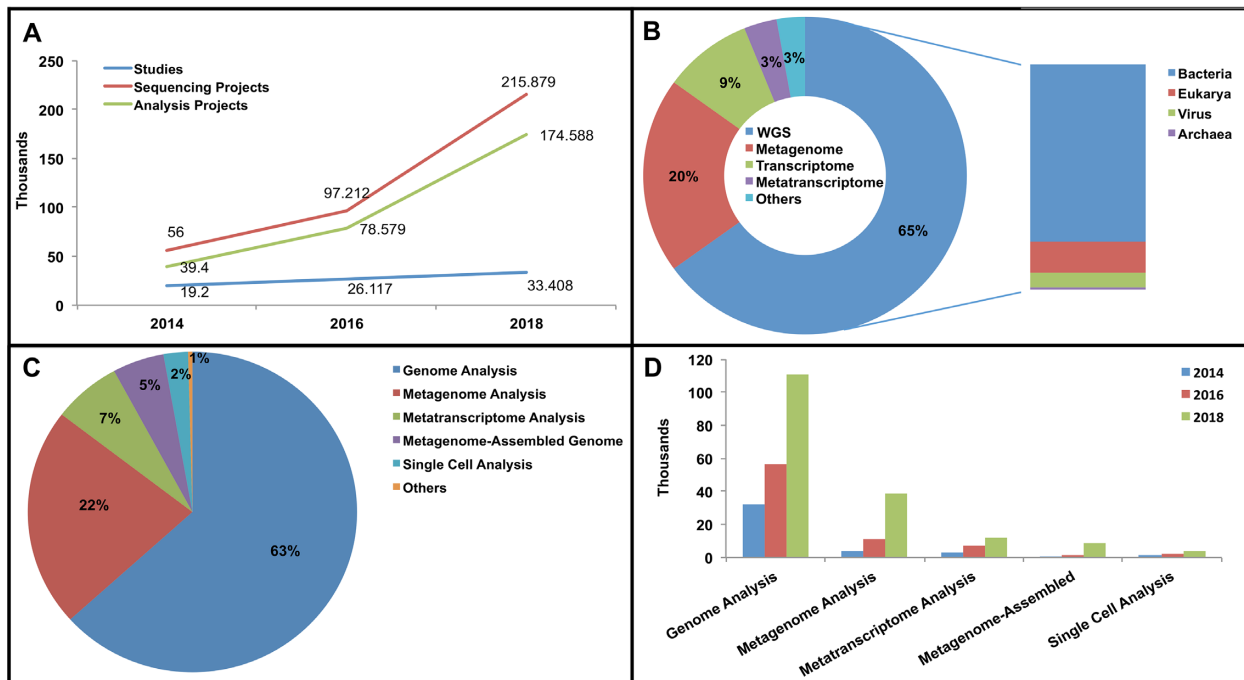 A
250
200
150
100
50
0
Thousands
Studies
Sequencing Projects
Analysis Projects
215.879
174.588
97.212
78.579
56
39.4
19.2
26.117
33.408
2014
2016
2018
B
3%
3%
9%
20%
65%
WGS
Metagenome
Transcriptome
Metatranscriptome
Others
Bacteria
Eukarya
Virus
Archaea
C
1%
2%
5%
7%
22%
63%
Genome Analysis
Metagenome Analysis
Metatranscriptome Analysis
Metagenome-Assembled Genome
Single Cell Analysis
Others
D
120
100
80
60
40
20
0
Thousands
2014
2016
2018
Genome Analysis
Metagenome Analysis
Metatranscriptome Analysis
Metagenome-Assembled
Single Cell Analysis